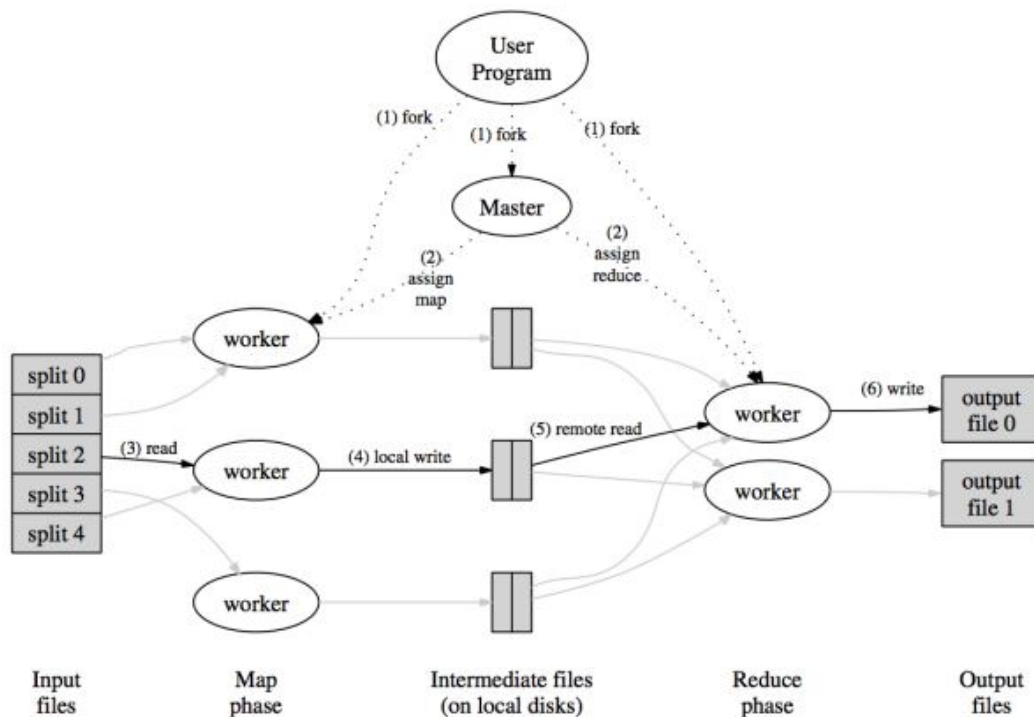 User
Program
(1) fork
(1) fork
(1) fork
Master
(2)
assign
map
(2)
assign
reduce
worker
split 0
split 1
split 2
split 3
split 4
(3) read
worker
(4) local write
(5) remote read
worker
(6) write
output
file 0
worker
output
file 1
worker
Input
files
Map
phase
Intermediate files
(on local disks)
Reduce
phase
Output
files